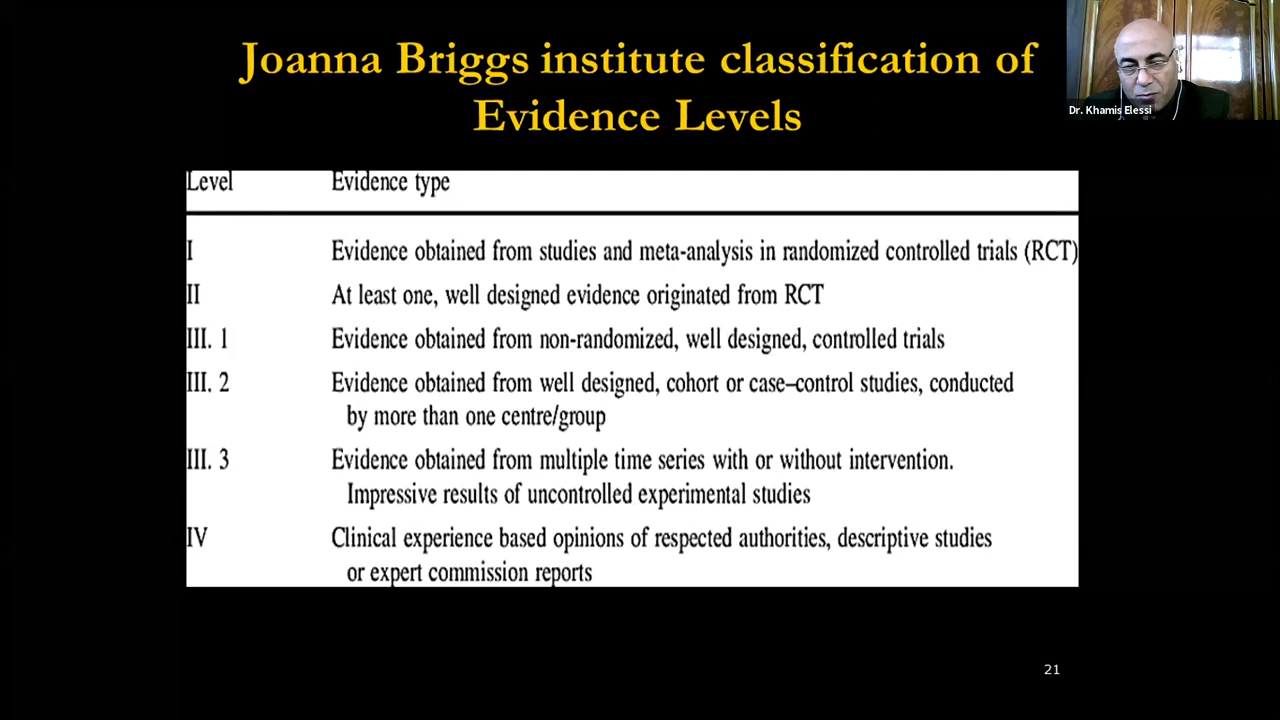 Joanna Briggs institute classification of
Evidence Levels
Dr. Khamis Elessi
Level Evidence type
I Evidence obtained from studies and meta-analysis in randomized controlled trials (RCT)
II At least one, well designed evidence originated from RCT
III. 1 Evidence obtained from non-randomized, well designed, controlled trials
III. 2 Evidence obtained from well designed, cohort or case–control studies, conducted
by more than one centre/group
III. 3 Evidence obtained from multiple time series with or without intervention.
Impressive results of uncontrolled experimental studies
IV Clinical experience based opinions of respected authorities, descriptive studies
or expert commission reports
21